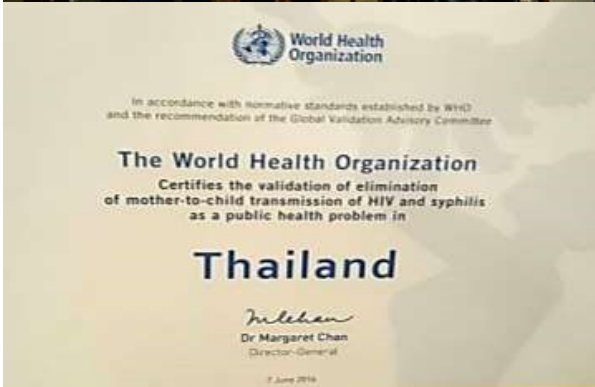 World Health
Organization
In accordance with normative standards established by WHO
and the recommendation of the Global Validation Advisory Committee
The World Health Organization
Certifies the validation of elimination
of mother-to-child transmission of HIV and syphilis
as a public health problem in
Thailand
Dr Margaret Chan
Director-General
7 June 2016